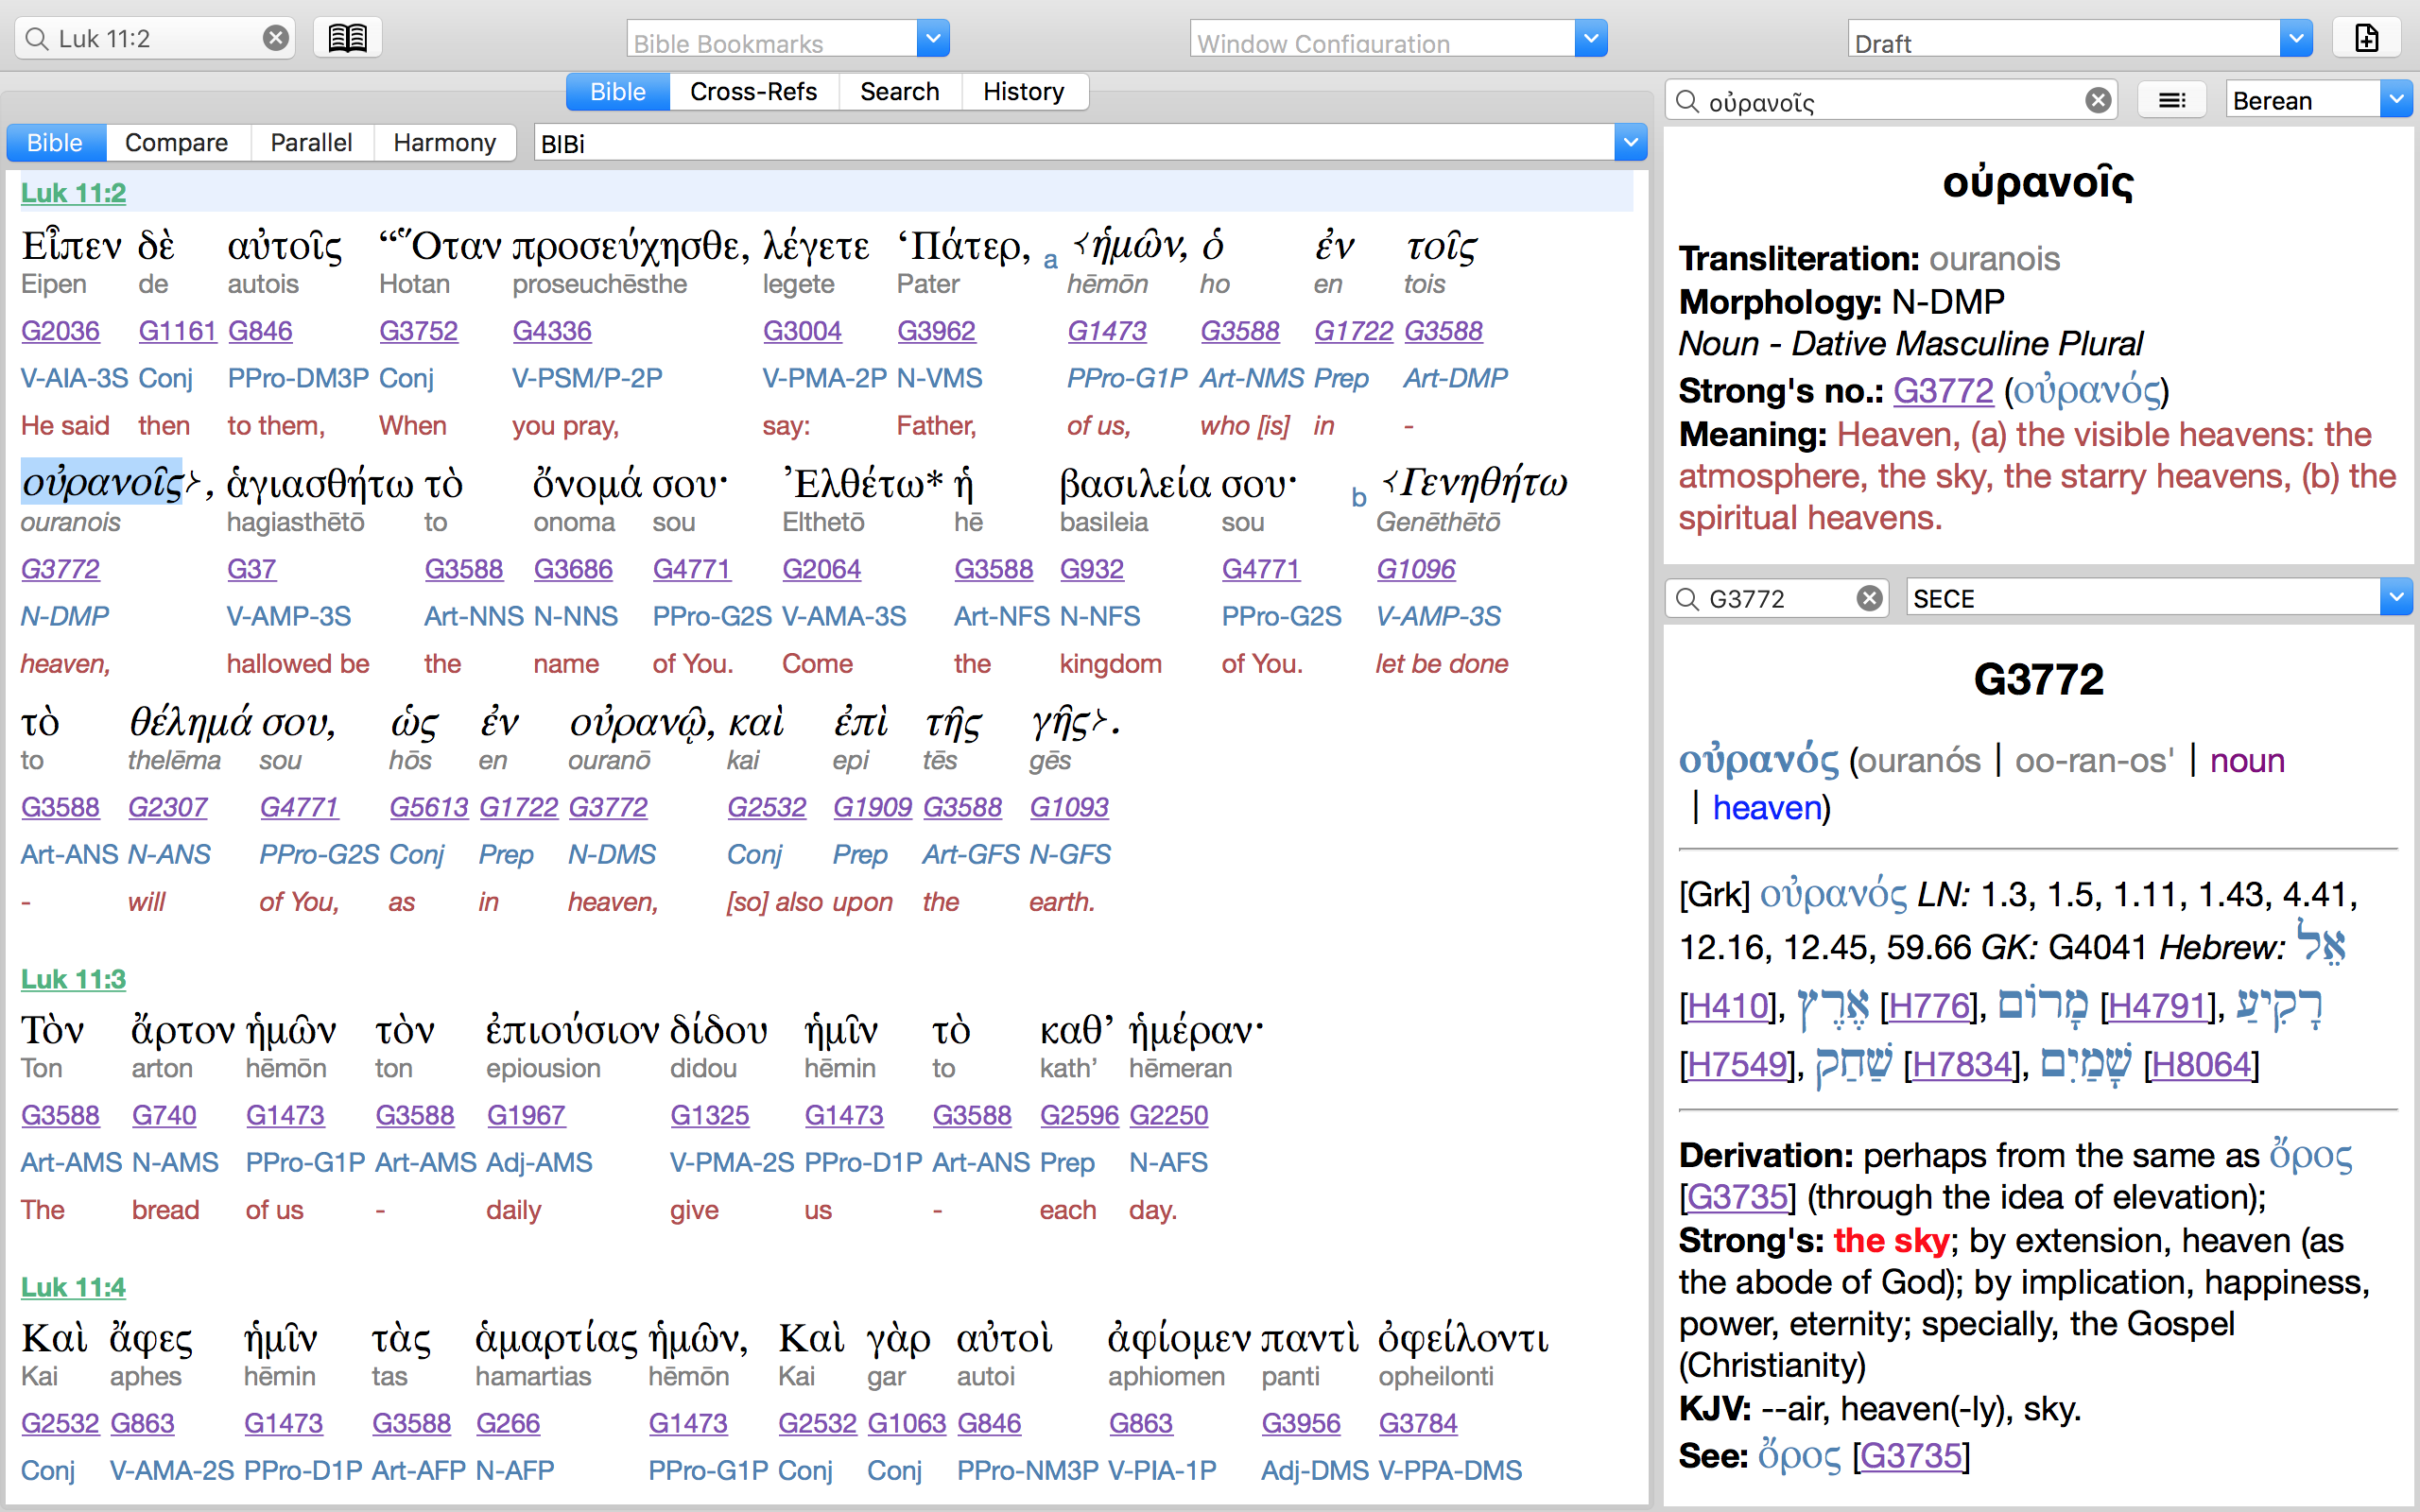 Luk 11:2
Bible Bookmarks
Window Configuration
Draft
Bible Cross-Refs Search History
Bible Compare Parallel Harmony BIBi
Luk 11:2
Εἶπεν δὲ αὐτοῖς “Ὅταν προσεύχησθε, λέγετε ‘Πάτερ, a ⧼ἡμῶν, ὁ ἐν τοῖς
Eipen de autois Hotan proseuchēsthe legete Pater hēmōn ho en tois
G2036 G1161 G846 G3752 G4336 G3004 G3962 G1473 G3588 G1722 G3588
V-AIA-3S Conj PPro-DM3P Conj V-PSM/P-2P V-PMA-2P N-VMS PPro-G1P Art-NMS Prep Art-DMP
He said then to them, When you pray, say: Father, of us, who [is] in -
οὐρανοῖς⧽, ἁγιασθήτω τὸ ὄνομά σου· Ἐλθέτω* ἡ βασιλεία σου· b ⧼Γενηθήτω
ouranois hagiasthētō to onoma sou Elthetō hē basileia sou Genēthētō
G3772 G37 G3588 G3686 G4771 G2064 G3588 G932 G4771 G1096
N-DMP V-AMP-3S Art-NNS N-NNS PPro-G2S V-AMA-3S Art-NFS N-NFS PPro-G2S V-AMP-3S
heaven, hallowed be the name of You. Come the kingdom of You. let be done
τὸ θέλημά σου, ὡς ἐν οὐρανῷ, καὶ ἐπὶ τῆς γῆς⧽.
to thelēma sou hōs en ouranō kai epi tēs gēs
G3588 G2307 G4771 G5613 G1722 G3772 G2532 G1909 G3588 G1093
Art-ANS N-ANS PPro-G2S Conj Prep N-DMS Conj Prep Art-GFS N-GFS
- will of You, as in heaven, [so] also upon the earth.
Luk 11:3
Τὸν ἄρτον ἡμῶν τὸν ἐπιούσιον δίδου ἡμῖν τὸ καθ’ ἡμέραν·
Ton arton hēmōn ton epiousion didou hēmin to kath’ hēmeran
G3588 G740 G1473 G3588 G1967 G1325 G1473 G3588 G2596 G2250
Art-AMS N-AMS PPro-G1P Art-AMS Adj-AMS V-PMA-2S PPro-D1P Art-ANS Prep N-AFS
The bread of us - daily give us - each day.
Luk 11:4
Καὶ ἄφες ἡμῖν τὰς ἁμαρτίας ἡμῶν, Καὶ γὰρ αὐτοὶ ἀφίομεν παντὶ ὀφείλοντι
Kai aphes hēmin tas hamartias hēmōn Kai gar autoi aphiomen panti opheilonti
G2532 G863 G1473 G3588 G266 G1473 G2532 G1063 G846 G863 G3956 G3784
Conj V-AMA-2S PPro-D1P Art-AFP N-AFP PPro-G1P Conj Conj PPro-NM3P V-PIA-1P Adj-DMS V-PPA-DMS
οὐρανοῖς Berean
οὐρανοῖς
Transliteration: ouranois
Morphology: N-DMP
Noun - Dative Masculine Plural
Strong's no.: G3772 (οὐρανός)
Meaning: Heaven, (a) the visible heavens: the
atmosphere, the sky, the starry heavens, (b) the
spiritual heavens.
G3772 SECE
G3772
οὐρανός (ouranós | oo-ran-os' | noun
| heaven)
[Grk] οὐρανός LN: 1.3, 1.5, 1.11, 1.43, 4.41,
12.16, 12.45, 59.66 GK: G4041 Hebrew: אֵל
[H410], אֶרֶץ [H776], מָרוֹם [H4791], רָקִיעַ
[H7549], שַׁחַק [H7834], שָׁמַיִם [H8064]
Derivation: perhaps from the same as ὄρος
[G3735] (through the idea of elevation);
Strong's: the sky; by extension, heaven (as
the abode of God); by implication, happiness,
power, eternity; specially, the Gospel
(Christianity)
KJV: --air, heaven(-ly), sky.
See: ὄρος [G3735]